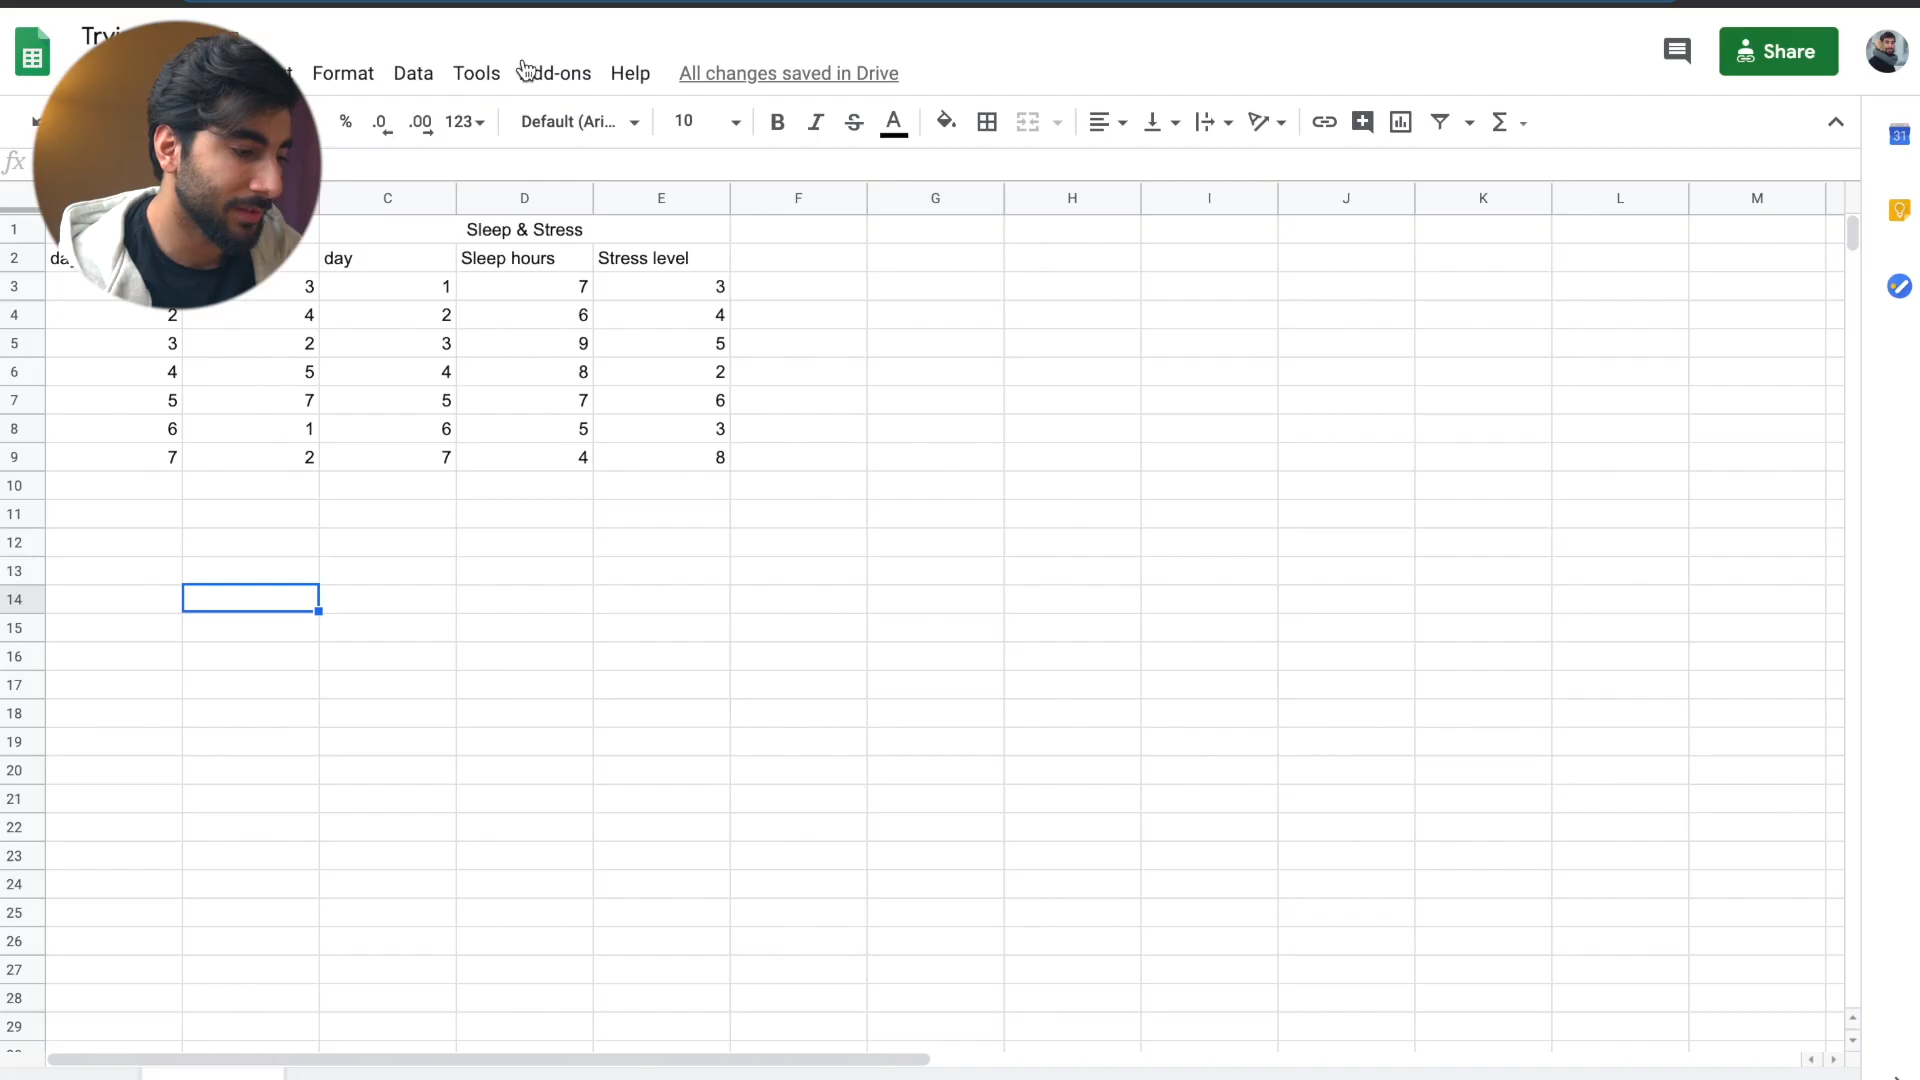 Format Data Tools Add-ons Help All changes saved in Drive
Share
% .0 .00 123 Default (Ari... 10 B I S A Σ
31
fx
C D E F G H I J K L M
1 Sleep & Stress
2 day Sleep hours Stress level
3 3 1 7 3
4 2 4 2 6 4
5 3 2 3 9 5
6 4 5 4 8 2
7 5 7 5 7 6
8 6 1 6 5 3
9 7 2 7 4 8
10
11
12
13
14
15
16
17
18
19
20
21
22
23
24
25
26
27
28
29